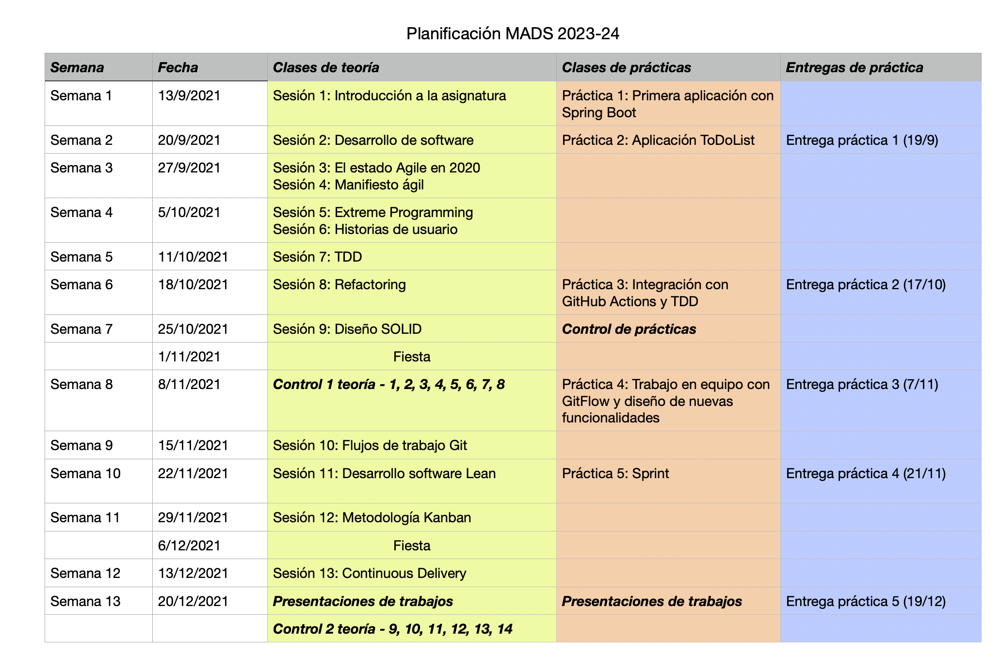 Planificación MADS 2023-24
Semana Fecha Clases de teoría Clases de prácticas Entregas de práctica
Semana 1 13/9/2021 Sesión 1: Introducción a la asignatura Práctica 1: Primera aplicación con
Spring Boot
Semana 2 20/9/2021 Sesión 2: Desarrollo de software Práctica 2: Aplicación ToDoList Entrega práctica 1 (19/9)
Semana 3 27/9/2021 Sesión 3: El estado Agile en 2020
Sesión 4: Manifiesto ágil
Semana 4 5/10/2021 Sesión 5: Extreme Programming
Sesión 6: Historias de usuario
Semana 5 11/10/2021 Sesión 7: TDD
Semana 6 18/10/2021 Sesión 8: Refactoring Práctica 3: Integración con Entrega práctica 2 (17/10)
GitHub Actions y TDD
Semana 7 25/10/2021 Sesión 9: Diseño SOLID Control de prácticas
1/11/2021 Fiesta
Semana 8 8/11/2021 Control 1 teoría - 1, 2, 3, 4, 5, 6, 7, 8 Práctica 4: Trabajo en equipo con Entrega práctica 3 (7/11)
GitFlow y diseño de nuevas
funcionalidades
Semana 9 15/11/2021 Sesión 10: Flujos de trabajo Git
Semana 10 22/11/2021 Sesión 11: Desarrollo software Lean Práctica 5: Sprint Entrega práctica 4 (21/11)
Semana 11 29/11/2021 Sesión 12: Metodología Kanban
6/12/2021 Fiesta
Semana 12 13/12/2021 Sesión 13: Continuous Delivery
Semana 13 20/12/2021 Presentaciones de trabajos Presentaciones de trabajos Entrega práctica 5 (19/12)
Control 2 teoría - 9, 10, 11, 12, 13, 14